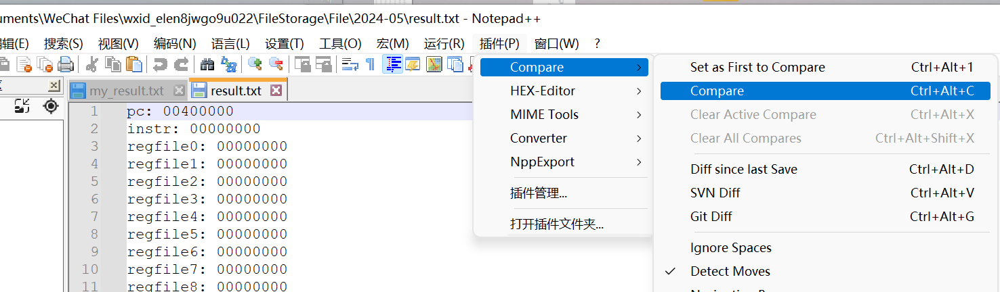 uments\WeChat Files\wxid_elen8jwgo9u022\FileStorage\File\2024-05\result.txt - Notepad++
编辑(E) 搜索(S) 视图(V) 编码(N) 语言(L) 设置(T) 工具(O) 宏(M) 运行(R) 插件(P) 窗口(W) ?
my_result.txt result.txt
1 pc: 00400000
2 instr: 00000000
3 regfile0: 00000000
4 regfile1: 00000000
5 regfile2: 00000000
6 regfile3: 00000000
7 regfile4: 00000000
8 regfile5: 00000000
9 regfile6: 00000000
10 regfile7: 00000000
11 regfile8: 00000000
Compare
HEX-Editor
MIME Tools
Converter
NppExport
插件管理...
打开插件文件夹...
Set as First to Compare Ctrl+Alt+1
Compare Ctrl+Alt+C
Clear Active Compare Ctrl+Alt+X
Clear All Compares Ctrl+Alt+Shift+X
Diff since last Save Ctrl+Alt+D
SVN Diff Ctrl+Alt+V
Git Diff Ctrl+Alt+G
Ignore Spaces
Detect Moves